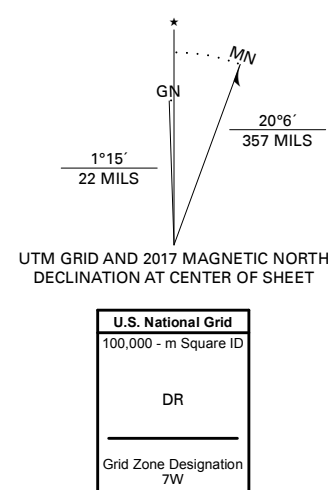 ★
MN
GN
20°6´
357 MILS
1°15´
22 MILS
UTM GRID AND 2017 MAGNETIC NORTH
DECLINATION AT CENTER OF SHEET
U.S. National Grid
100,000 - m Square ID
DR
Grid Zone Designation
7W